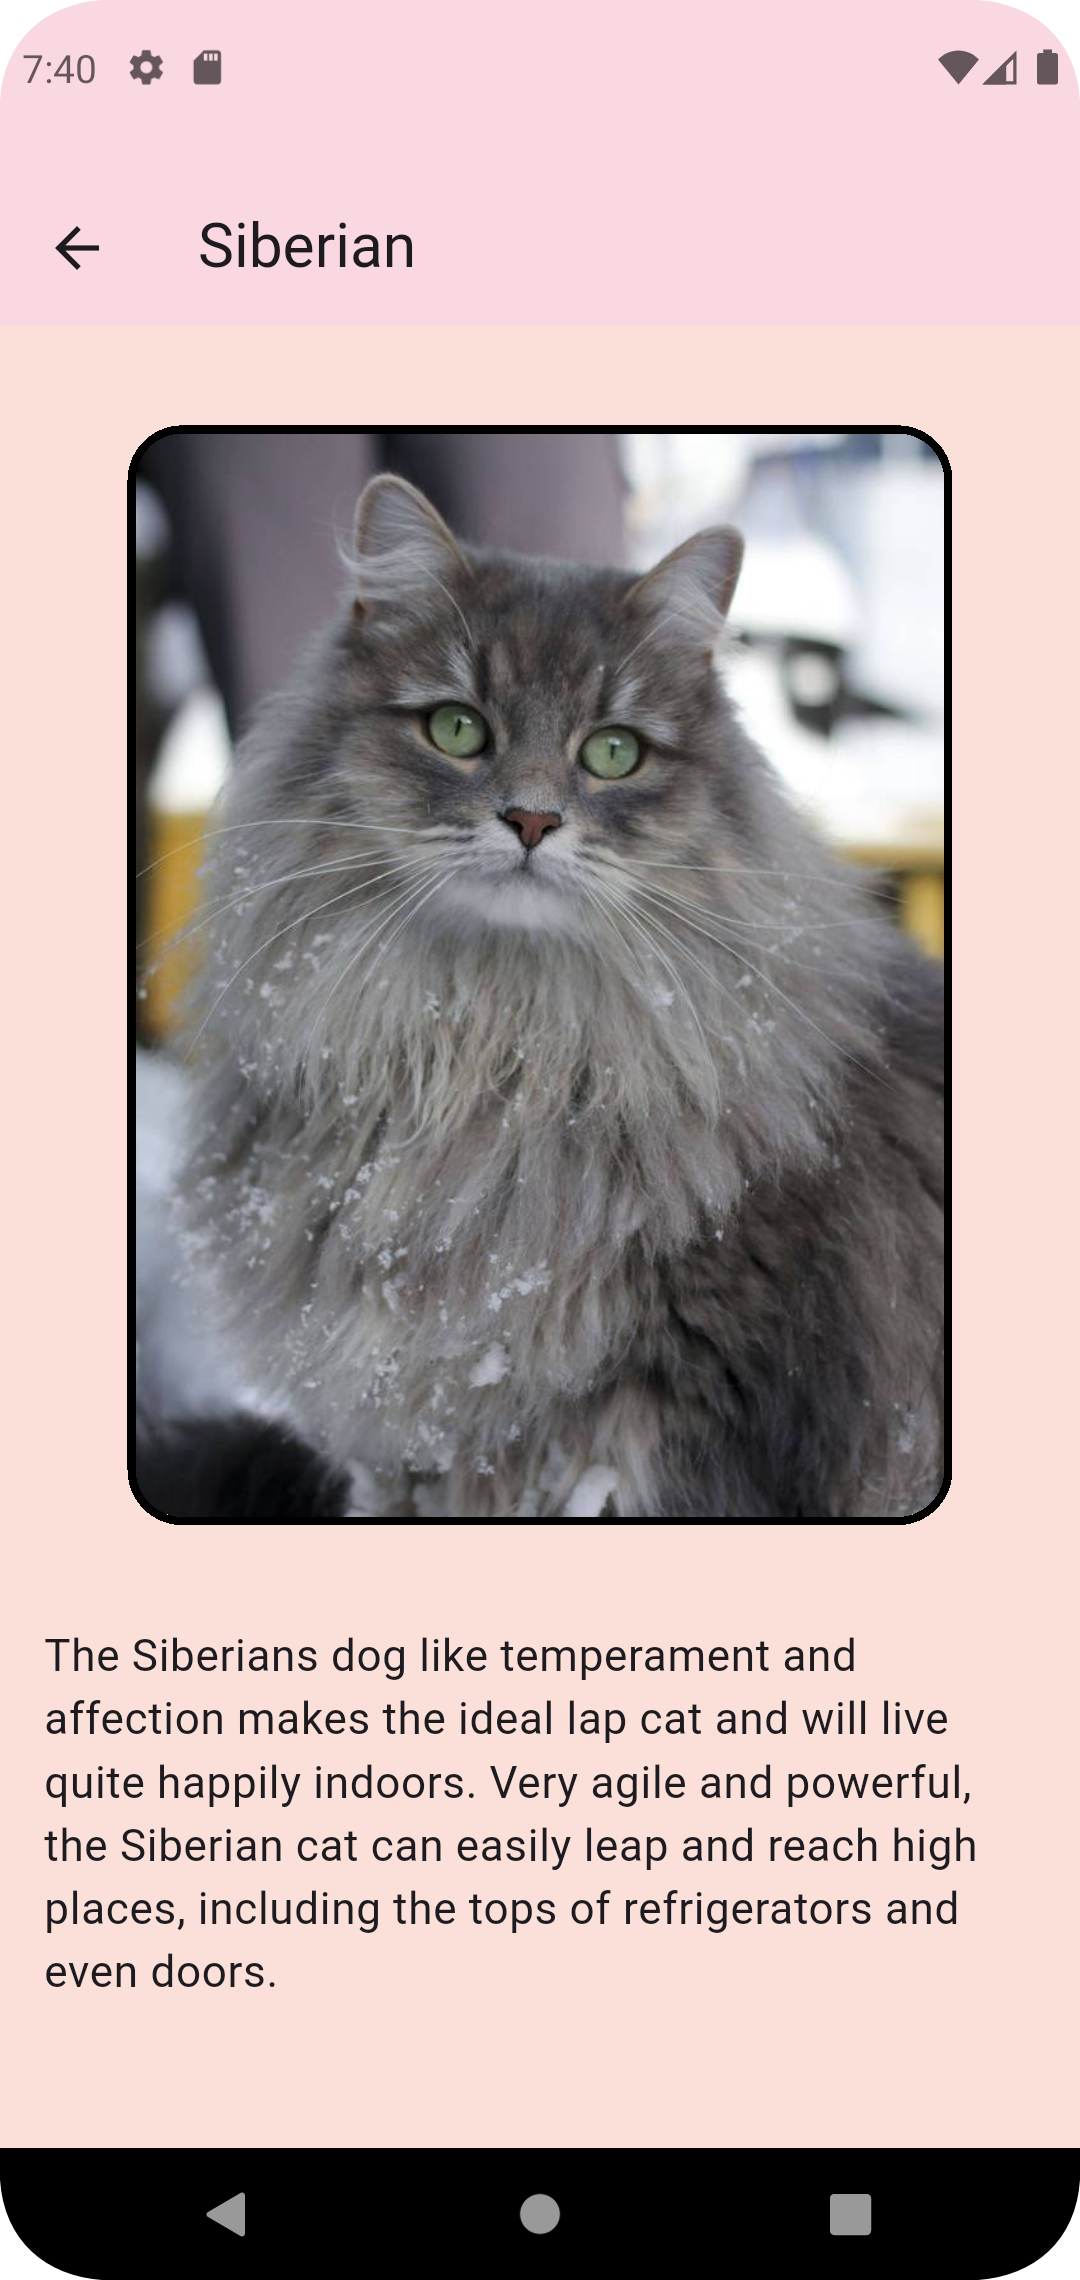 7:40
Siberian
The Siberians dog like temperament and
affection makes the ideal lap cat and will live
quite happily indoors. Very agile and powerful,
the Siberian cat can easily leap and reach high
places, including the tops of refrigerators and
even doors.